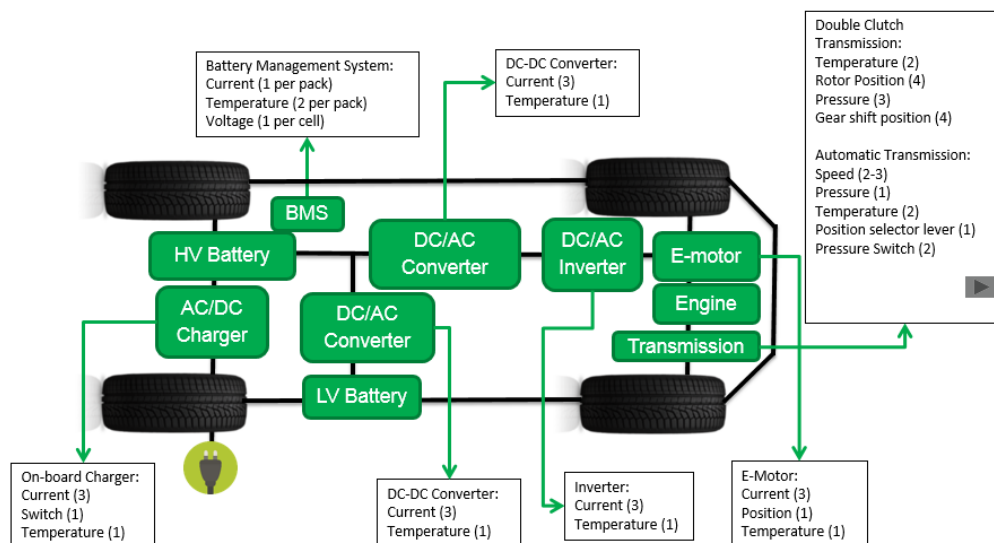 Battery Management System:
Current (1 per pack)
Temperature (2 per pack)
Voltage (1 per cell)
DC-DC Converter:
Current (3)
Temperature (1)
Double Clutch
Transmission:
Temperature (2)
Rotor Position (4)
Pressure (3)
Gear shift position (4)
Automatic Transmission:
Speed (2-3)
Pressure (1)
Temperature (2)
Position selector lever (1)
Pressure Switch (2)
BMS
HV Battery
DC/AC
Converter
DC/AC
Inverter
E-motor
AC/DC
Charger
DC/AC
Converter
Engine
Transmission
LV Battery
On-board Charger:
Current (3)
Switch (1)
Temperature (1)
DC-DC Converter:
Current (3)
Temperature (1)
Inverter:
Current (3)
Temperature (1)
E-Motor:
Current (3)
Position (1)
Temperature (1)